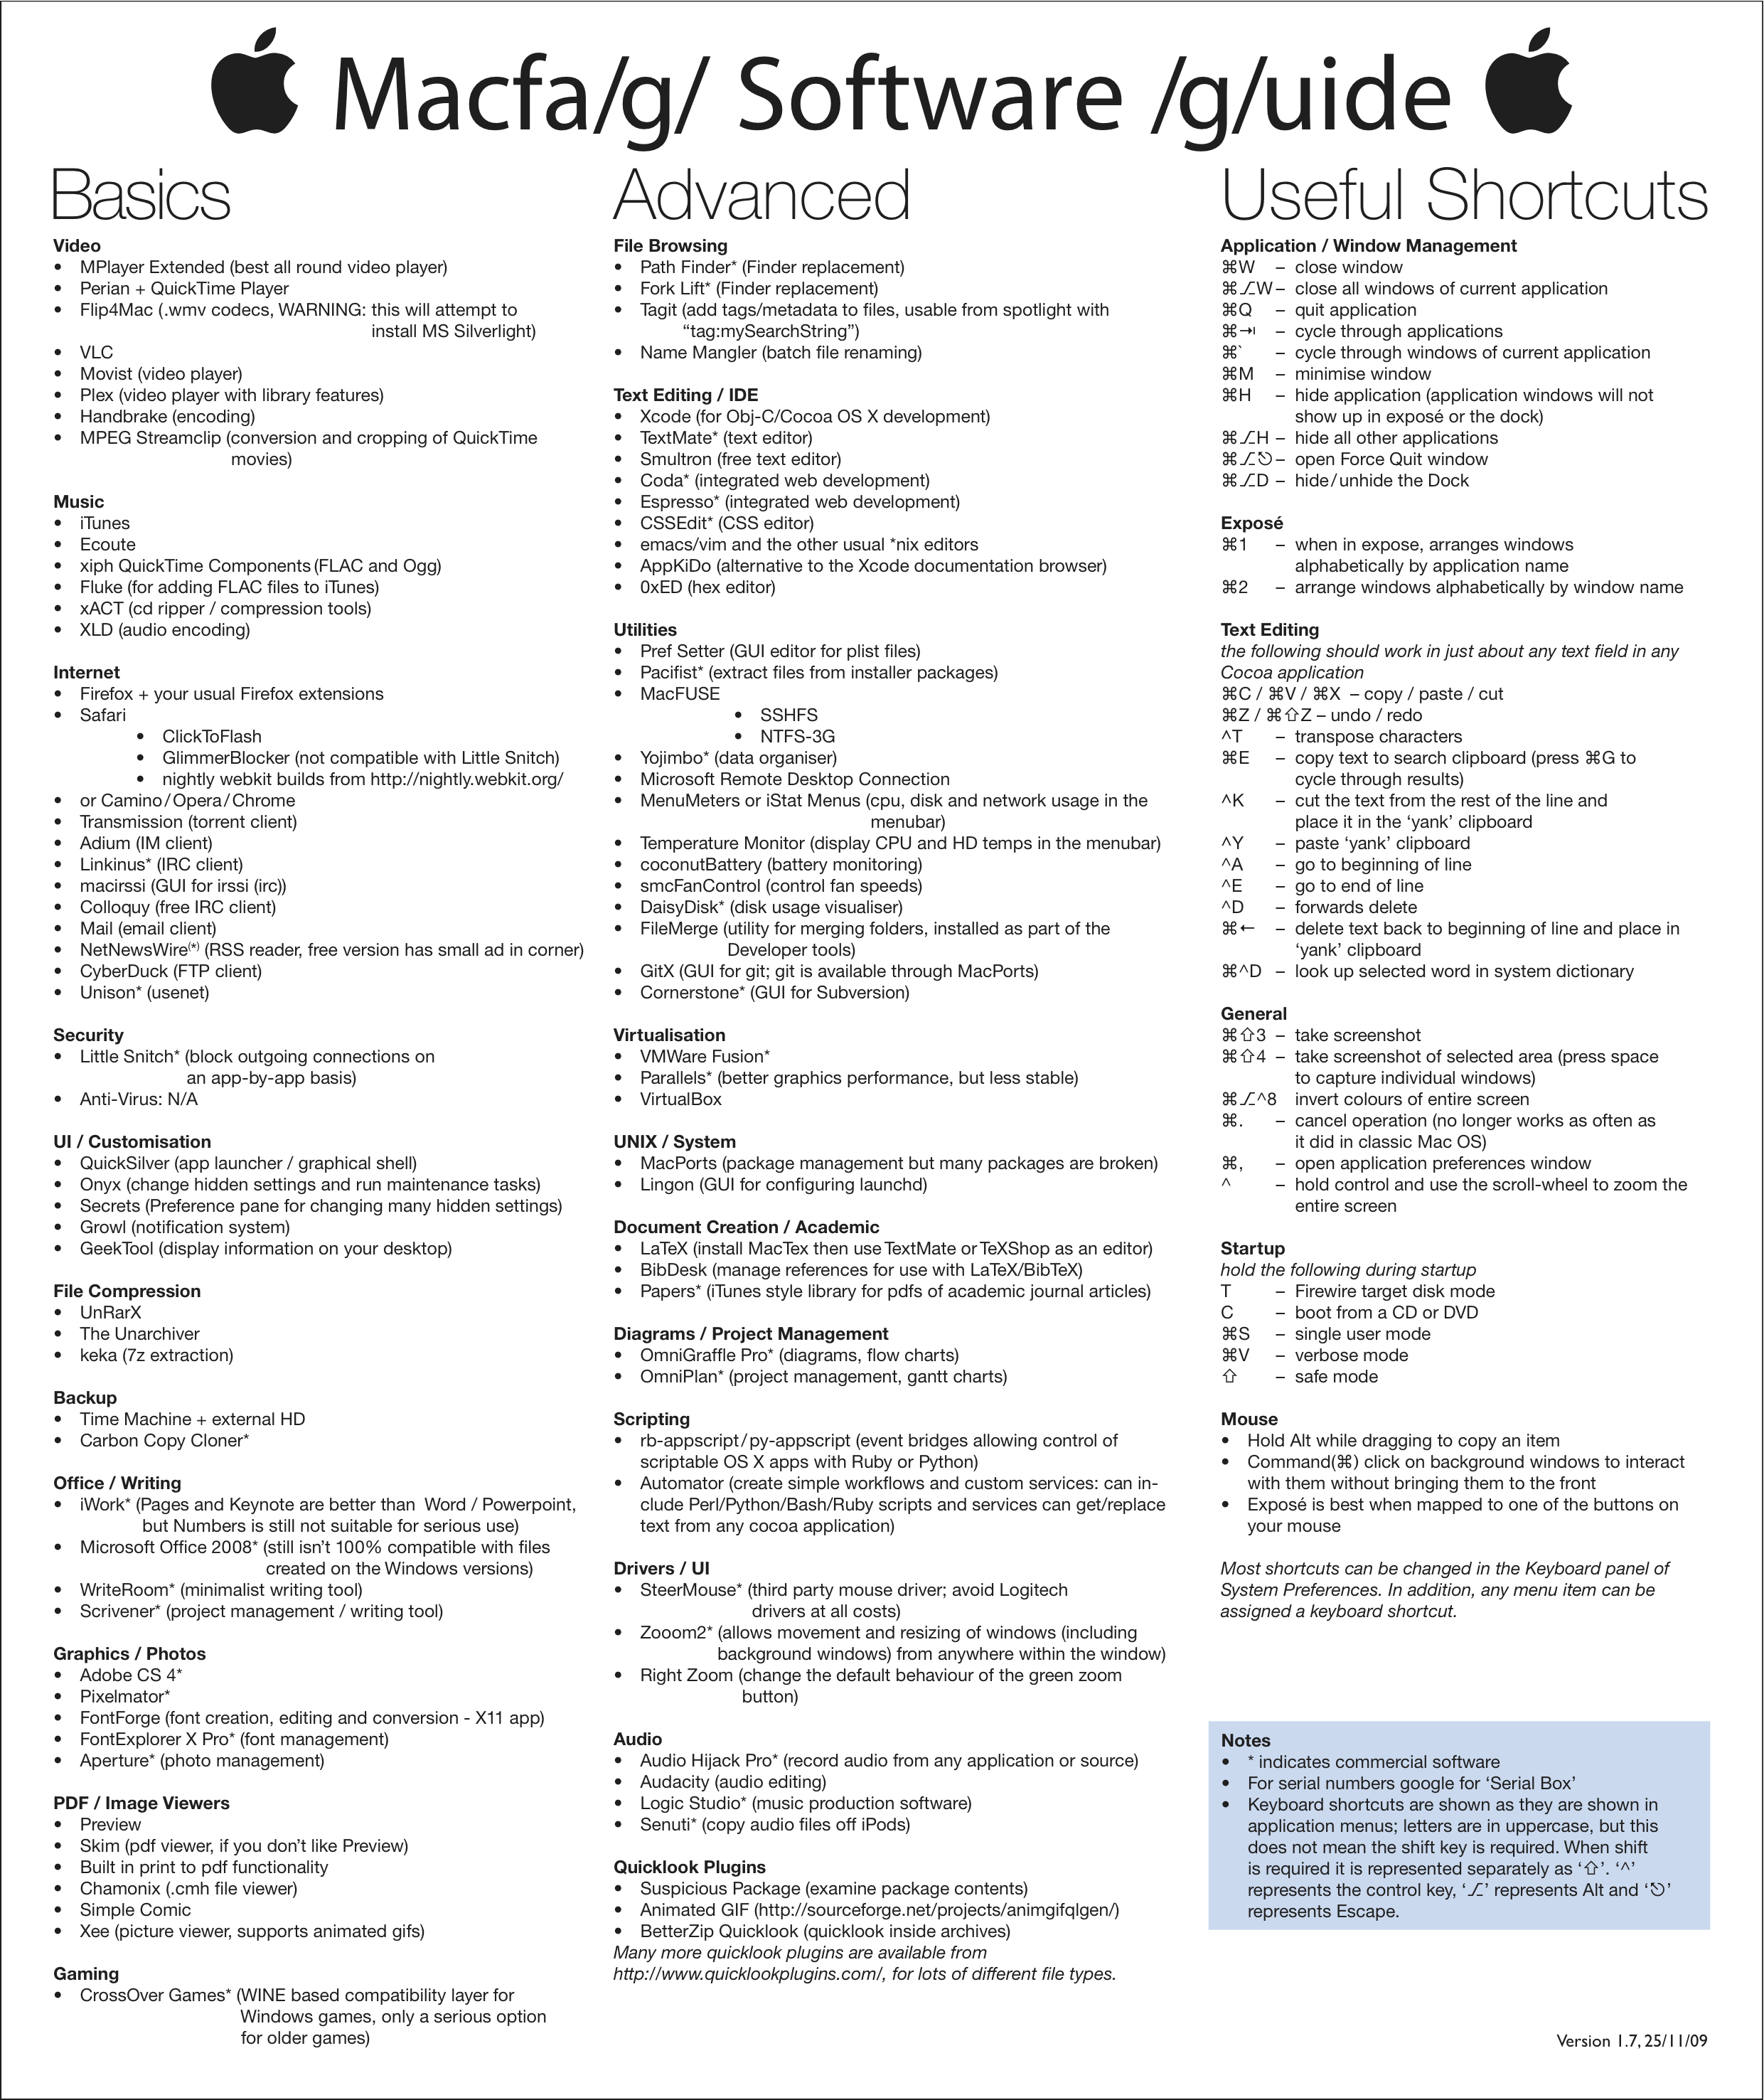 Macfa/g/ Software /g/uide
Basics
Video
• MPlayer Extended (best all round video player)
• Perian + QuickTime Player
• Flip4Mac (.wmv codecs, WARNING: this will attempt to
install MS Silverlight)
• VLC
• Movist (video player)
• Plex (video player with library features)
• Handbrake (encoding)
• MPEG Streamclip (conversion and cropping of QuickTime
movies)
Music
• iTunes
• Ecoute
• xiph QuickTime Components (FLAC and Ogg)
• Fluke (for adding FLAC files to iTunes)
• xACT (cd ripper / compression tools)
• XLD (audio encoding)
Internet
• Firefox + your usual Firefox extensions
• Safari
• ClickToFlash
• GlimmerBlocker (not compatible with Little Snitch)
• nightly webkit builds from http://nightly.webkit.org/
• or Camino/Opera/Chrome
• Transmission (torrent client)
• Adium (IM client)
• Linkinus* (IRC client)
• macirssi (GUI for irssi (irc))
• Colloquy (free IRC client)
• Mail (email client)
• NetNewsWire(*) (RSS reader, free version has small ad in corner)
• CyberDuck (FTP client)
• Unison* (usenet)
Security
• Little Snitch* (block outgoing connections on
an app-by-app basis)
• Anti-Virus: N/A
UI / Customisation
• QuickSilver (app launcher / graphical shell)
• Onyx (change hidden settings and run maintenance tasks)
• Secrets (Preference pane for changing many hidden settings)
• Growl (notification system)
• GeekTool (display information on your desktop)
File Compression
• UnRarX
• The Unarchiver
• keka (7z extraction)
Backup
• Time Machine + external HD
• Carbon Copy Cloner*
Office / Writing
• iWork* (Pages and Keynote are better than Word / Powerpoint,
but Numbers is still not suitable for serious use)
• Microsoft Office 2008* (still isn't 100% compatible with files
created on the Windows versions)
• WriteRoom* (minimalist writing tool)
• Scrivener* (project management / writing tool)
Graphics / Photos
• Adobe CS 4*
• Pixelmator*
• FontForge (font creation, editing and conversion - X11 app)
• FontExplorer X Pro* (font management)
• Aperture* (photo management)
PDF / Image Viewers
• Preview
• Skim (pdf viewer, if you don't like Preview)
• Built in print to pdf functionality
• Chamonix (.cmh file viewer)
• Simple Comic
• Xee (picture viewer, supports animated gifs)
Gaming
• CrossOver Games* (WINE based compatibility layer for
Windows games, only a serious option
for older games)
Advanced
File Browsing
• Path Finder* (Finder replacement)
• Fork Lift* (Finder replacement)
• Tagit (add tags/metadata to files, usable from spotlight with
“tag:mySearchString”)
• Name Mangler (batch file renaming)
Text Editing / IDE
• Xcode (for Obj-C/Cocoa OS X development)
• TextMate* (text editor)
• Smultron (free text editor)
• Coda* (integrated web development)
• Espresso* (integrated web development)
• CSSEdit* (CSS editor)
• emacs/vim and the other usual *nix editors
• AppKiDo (alternative to the Xcode documentation browser)
• 0xED (hex editor)
Utilities
• Pref Setter (GUI editor for plist files)
• Pacifist* (extract files from installer packages)
• MacFUSE
• SSHFS
• NTFS-3G
• Yojimbo* (data organiser)
• Microsoft Remote Desktop Connection
• MenuMeters or iStat Menus (cpu, disk and network usage in the
menubar)
• Temperature Monitor (display CPU and HD temps in the menubar)
• coconutBattery (battery monitoring)
• smcFanControl (control fan speeds)
• DaisyDisk* (disk usage visualiser)
• FileMerge (utility for merging folders, installed as part of the
Developer tools)
• GitX (GUI for git; git is available through MacPorts)
• Cornerstone* (GUI for Subversion)
Virtualisation
• VMWare Fusion*
• Parallels* (better graphics performance, but less stable)
• VirtualBox
UNIX / System
• MacPorts (package management but many packages are broken)
• Lingon (GUI for configuring launchd)
Document Creation / Academic
• LaTeX (install MacTex then use TextMate or TeXShop as an editor)
• BibDesk (manage references for use with LaTeX/BibTeX)
• Papers* (iTunes style library for pdfs of academic journal articles)
Diagrams / Project Management
• OmniGraffle Pro* (diagrams, flow charts)
• OmniPlan* (project management, gantt charts)
Scripting
• rb-appscript/py-appscript (event bridges allowing control of
scriptable OS X apps with Ruby or Python)
• Automator (create simple workflows and custom services: can in-
clude Perl/Python/Bash/Ruby scripts and services can get/replace
text from any cocoa application)
Drivers / UI
• SteerMouse* (third party mouse driver; avoid Logitech
drivers at all costs)
• Zooom2* (allows movement and resizing of windows (including
background windows) from anywhere within the window)
• Right Zoom (change the default behaviour of the green zoom
button)
Audio
• Audio Hijack Pro* (record audio from any application or source)
• Audacity (audio editing)
• Logic Studio* (music production software)
• Senuti* (copy audio files off iPods)
Quicklook Plugins
• Suspicious Package (examine package contents)
• Animated GIF (http://sourceforge.net/projects/animgifqlgen/)
• BetterZip Quicklook (quicklook inside archives)
Many more quicklook plugins are available from
http://www.quicklookplugins.com/, for lots of different file types.
Useful Shortcuts
Application / Window Management
⌘W – close window
⌘⌥W – close all windows of current application
⌘Q – quit application
⌘⇥ – cycle through applications
⌘` – cycle through windows of current application
⌘M – minimise window
⌘H – hide application (application windows will not
show up in exposé or the dock)
⌘⌥H – hide all other applications
⌘⌥⎋ – open Force Quit window
⌘⌥D – hide/unhide the Dock
Exposé
⌘1 – when in expose, arranges windows
alphabetically by application name
⌘2 – arrange windows alphabetically by window name
Text Editing
the following should work in just about any text field in any
Cocoa application
⌘C / ⌘V / ⌘X – copy / paste / cut
⌘Z / ⌘⇧Z – undo / redo
^T – transpose characters
⌘E – copy text to search clipboard (press ⌘G to
cycle through results)
^K – cut the text from the rest of the line and
place it in the ‘yank’ clipboard
^Y – paste ‘yank’ clipboard
^A – go to beginning of line
^E – go to end of line
^D – forwards delete
⌘← – delete text back to beginning of line and place in
‘yank’ clipboard
⌘^D – look up selected word in system dictionary
General
⌘⇧3 – take screenshot
⌘⇧4 – take screenshot of selected area (press space
to capture individual windows)
⌘⌥^8 invert colours of entire screen
⌘. – cancel operation (no longer works as often as
it did in classic Mac OS)
⌘, – open application preferences window
^ – hold control and use the scroll-wheel to zoom the
entire screen
Startup
hold the following during startup
T – Firewire target disk mode
C – boot from a CD or DVD
⌘S – single user mode
⌘V – verbose mode
⇧ – safe mode
Mouse
• Hold Alt while dragging to copy an item
• Command(⌘) click on background windows to interact
with them without bringing them to the front
• Exposé is best when mapped to one of the buttons on
your mouse
Most shortcuts can be changed in the Keyboard panel of
System Preferences. In addition, any menu item can be
assigned a keyboard shortcut.
Notes
• * indicates commercial software
• For serial numbers google for ‘Serial Box’
• Keyboard shortcuts are shown as they are shown in
application menus; letters are in uppercase, but this
does not mean the shift key is required. When shift
is required it is represented separately as ‘⇧’. ‘^’
represents the control key, ‘⌥’ represents Alt and ‘⎋’
represents Escape.
Version 1.7, 25/11/09